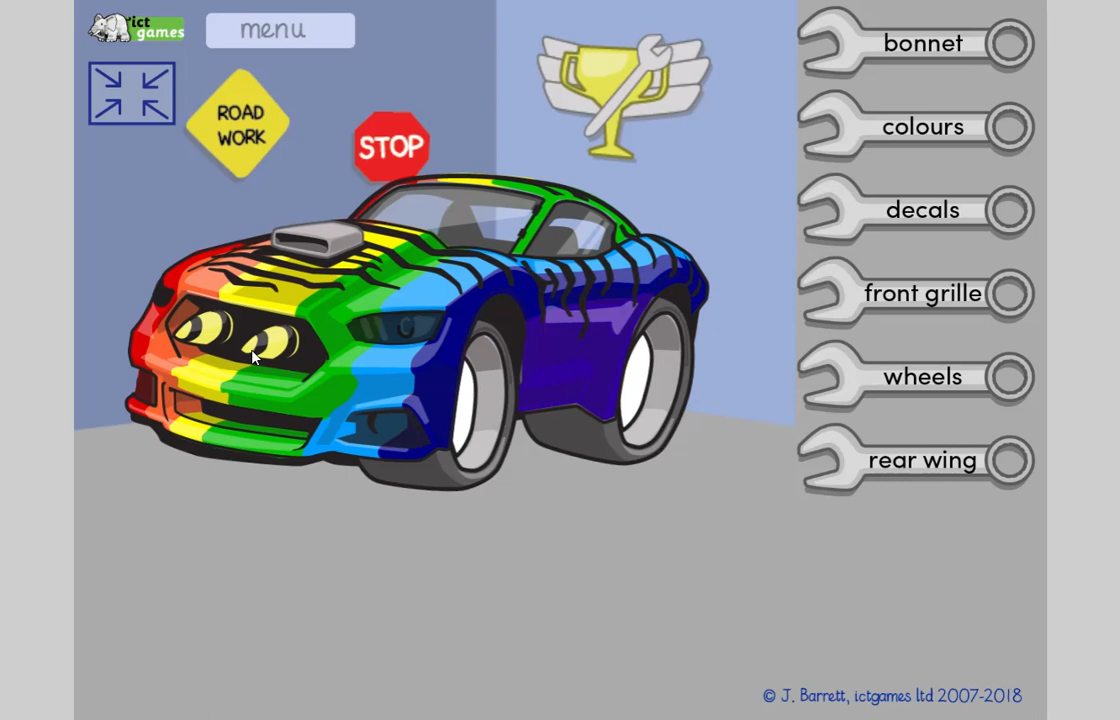 ict
games
menu
ROAD
WORK
STOP
bonnet
colours
decals
front grille
wheels
rear wing
© J. Barrett, ictgames ltd 2007-2018